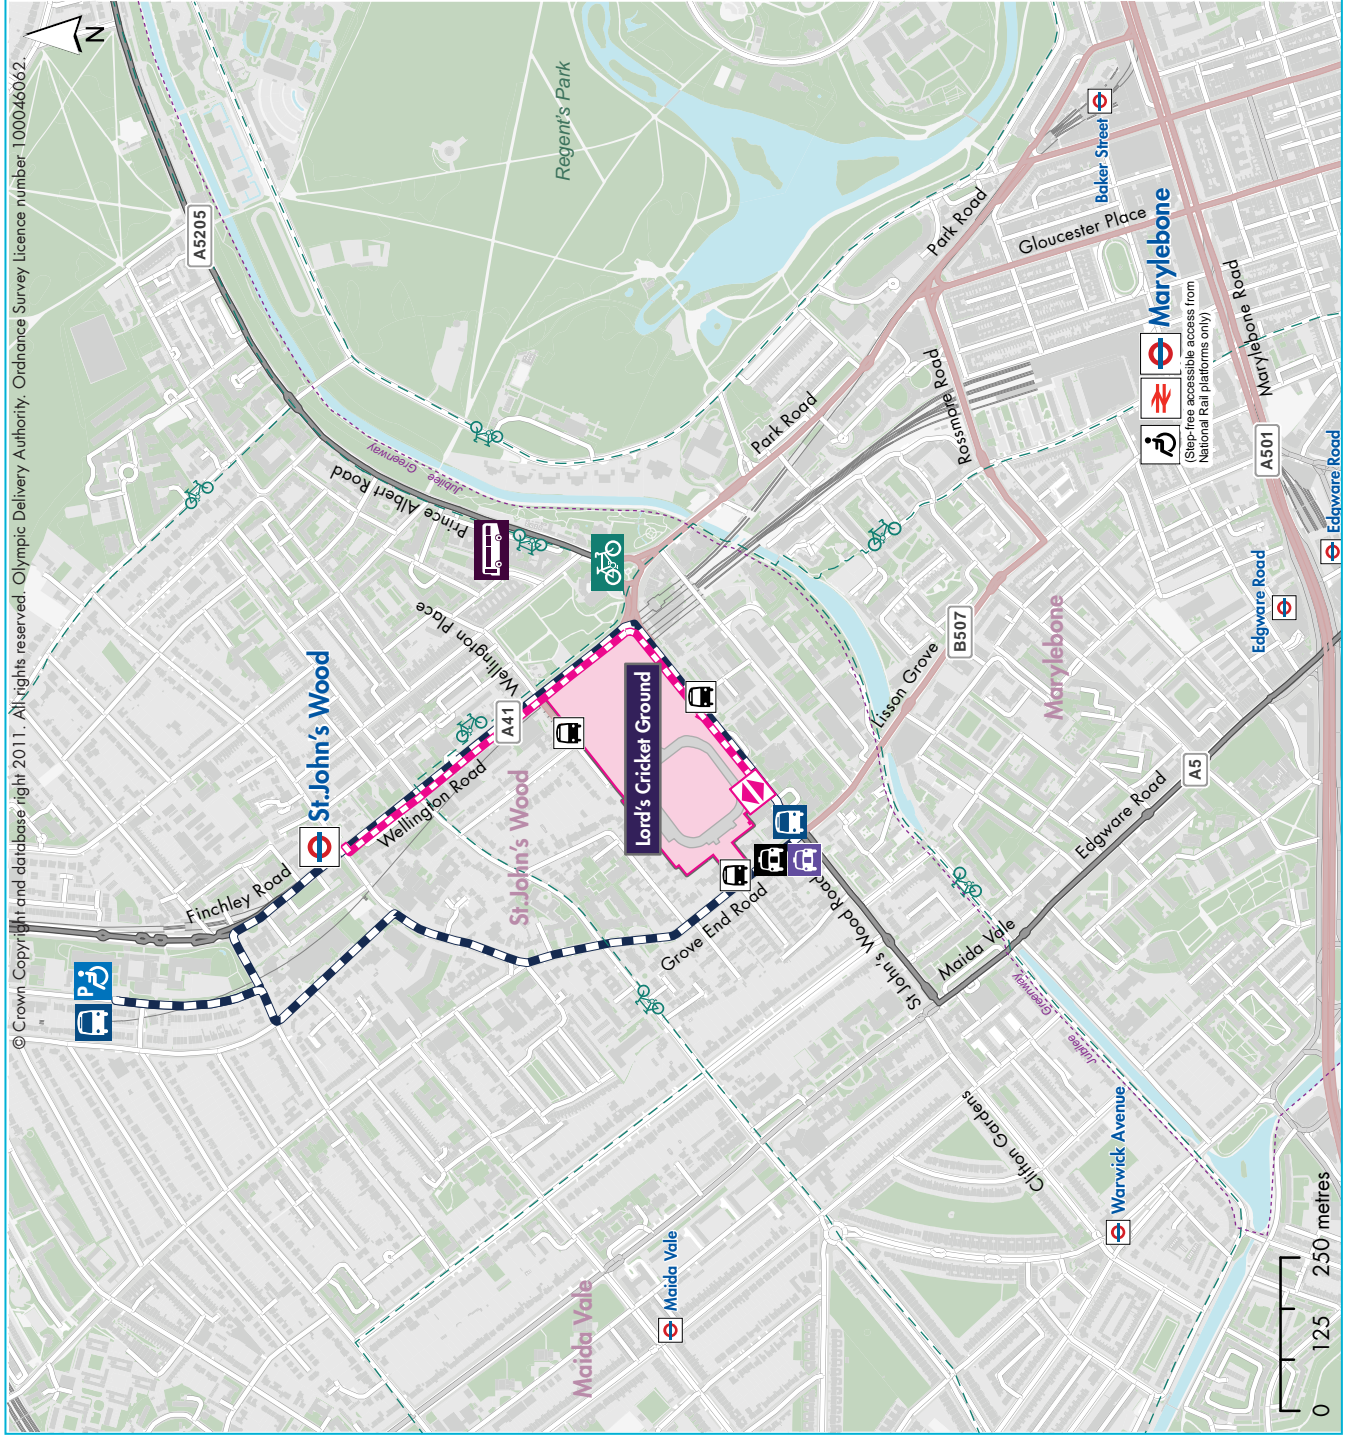 © Crown Copyright and database right 2011. All rights reserved. Olympic Delivery Authority. Ordnance Survey Licence number 100046062.
N
A5205
Regent's Park
Baker Street
Park Road
Gloucester Place
Marylebone
(Step-free accessible access from
National Rail platforms only)
Marylebone Road
A501
Edgware Road
Edgware Road
Rossmore Road
Park Road
Greenway
Jubilee
Prince Albert Road
Wellington Place
St.John's Wood
A41
Wellington Road
St.John's Wood
Lord's Cricket Ground
Finchley Road
P
Grove End Road
St John's Wood Road
Lisson Grove
B507
Marylebone
A5
Edgware Road
Maida Vale
Greenway
Jubilee
Clifton Gardens
Warwick Avenue
Maida Vale
Maida Vale
0 125 250 metres